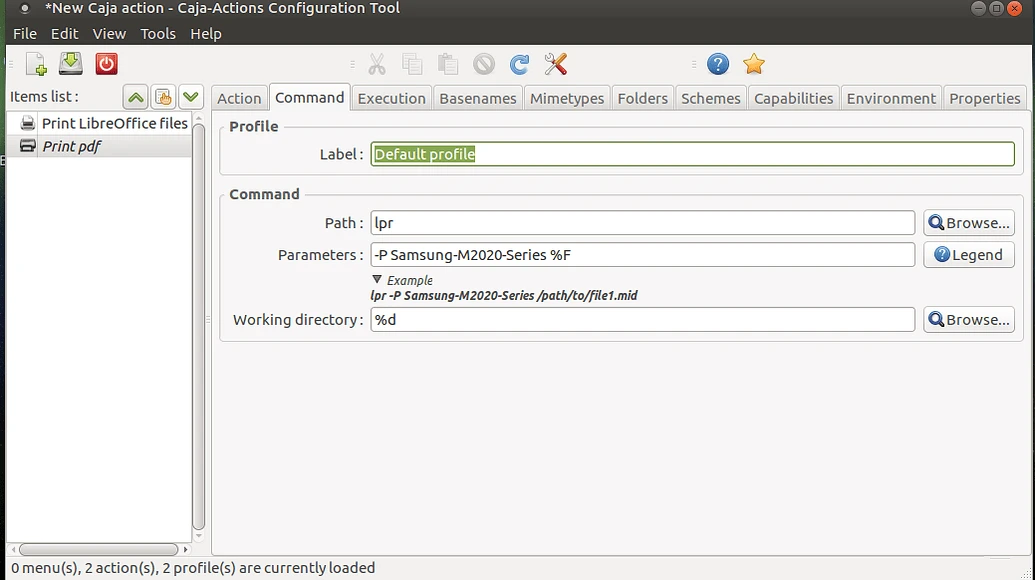 *New Caja action - Caja-Actions Configuration Tool
File Edit View Tools Help
Items list :
Action Command Execution Basenames Mimetypes Folders Schemes Capabilities Environment Properties
Print LibreOffice files
Print pdf
Profile
Label : Default profile
Command
Path : lpr Browse...
Parameters : -P Samsung-M2020-Series %F Legend
Example
lpr -P Samsung-M2020-Series /path/to/file1.mid
Working directory : %d Browse...
0 menu(s), 2 action(s), 2 profile(s) are currently loaded